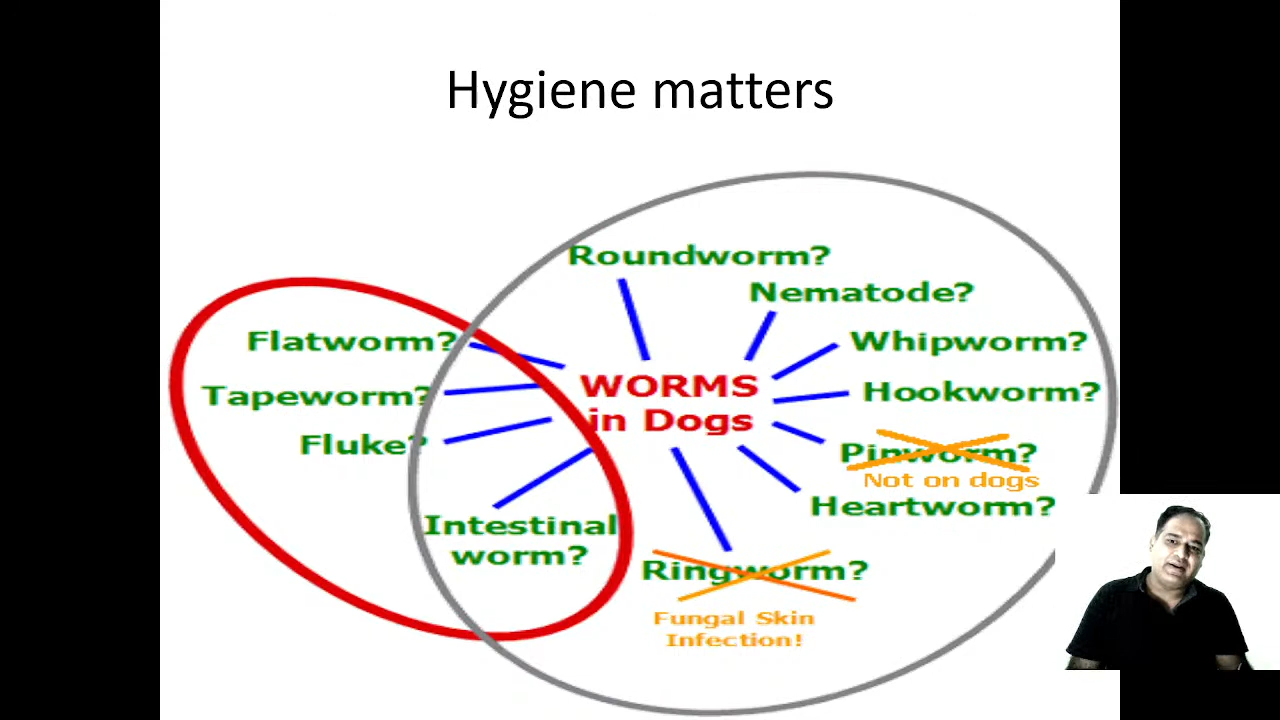 Hygiene matters
Roundworm?
Nematode?
Flatworm?
Whipworm?
WORMS
in Dogs
Tapeworm?
Hookworm?
Fluke?
Pinworm?
Not on dogs
Heartworm?
Intestinal
worm?
Ringworm?
Fungal Skin
Infection!